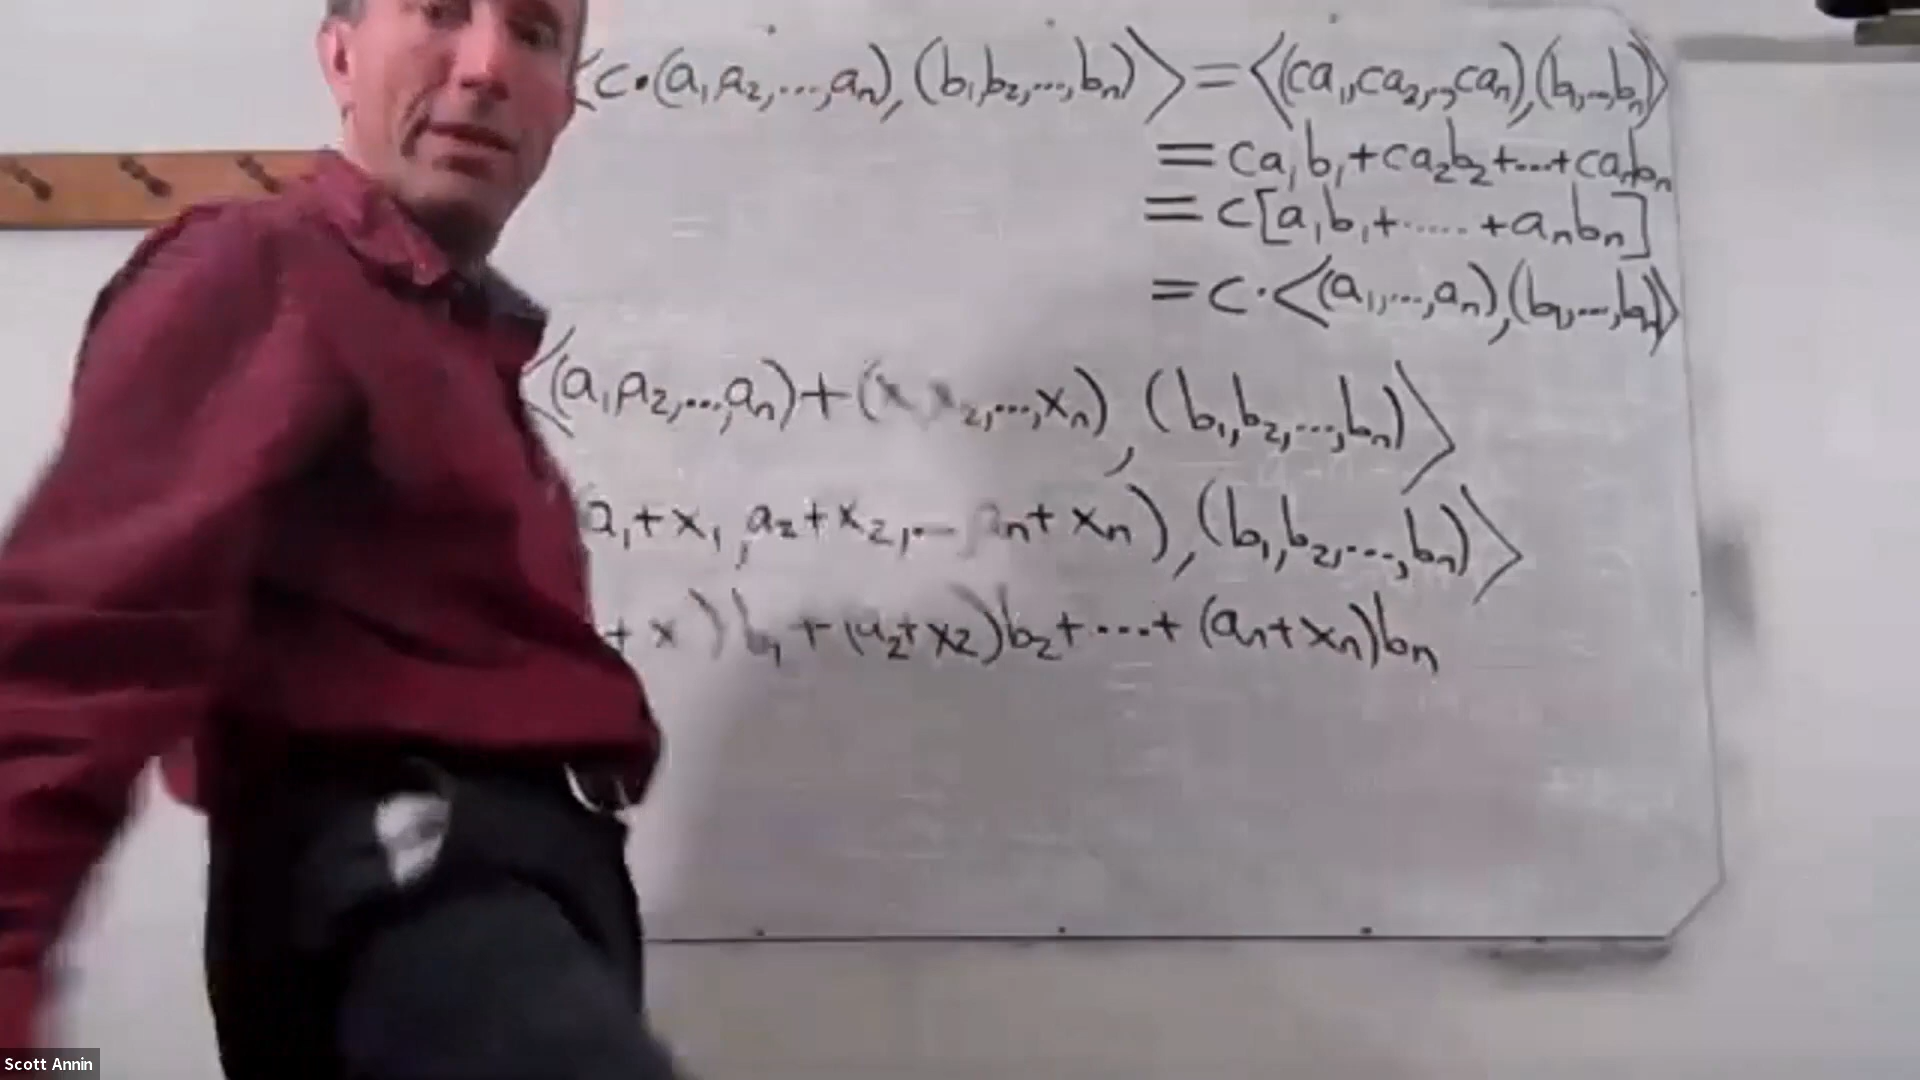 ⟨c•(a₁,a₂,...,aₙ),(b₁,b₂,...,bₙ)⟩=⟨(ca₁,ca₂,..,caₙ),(b₁,...,bₙ)⟩
=ca₁b₁+ca₂b₂+...+caₙbₙ
=c[a₁b₁+......+aₙbₙ]
=c·⟨(a₁,...,aₙ),(b₁,...,bₙ)⟩
⟨(a₁,a₂,...,aₙ)+(x x₂,...,xₙ),(b₁,b₂,...,bₙ)⟩
a₁+x₁,a₂+x₂,... aₙ+xₙ),(b₁,b₂,...,bₙ)⟩
+x )b₁+(a₂+x₂)b₂+...+(aₙ+xₙ)bₙ
Scott Annin